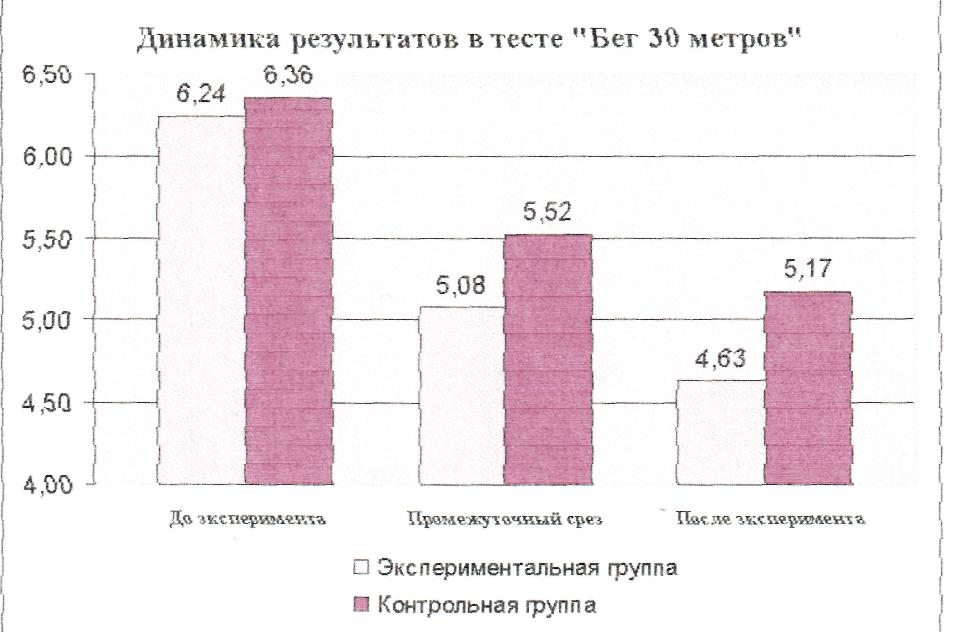 Динамика результатов в тесте "Бег 30 метров"
6,50
6,00
5,50
5,00
4,50
4,00
6,24
6,36
5,08
5,52
4,63
5,17
До эксперимента
Промежуточный срез
После эксперимента
Экспериментальная группа
Контрольная группа